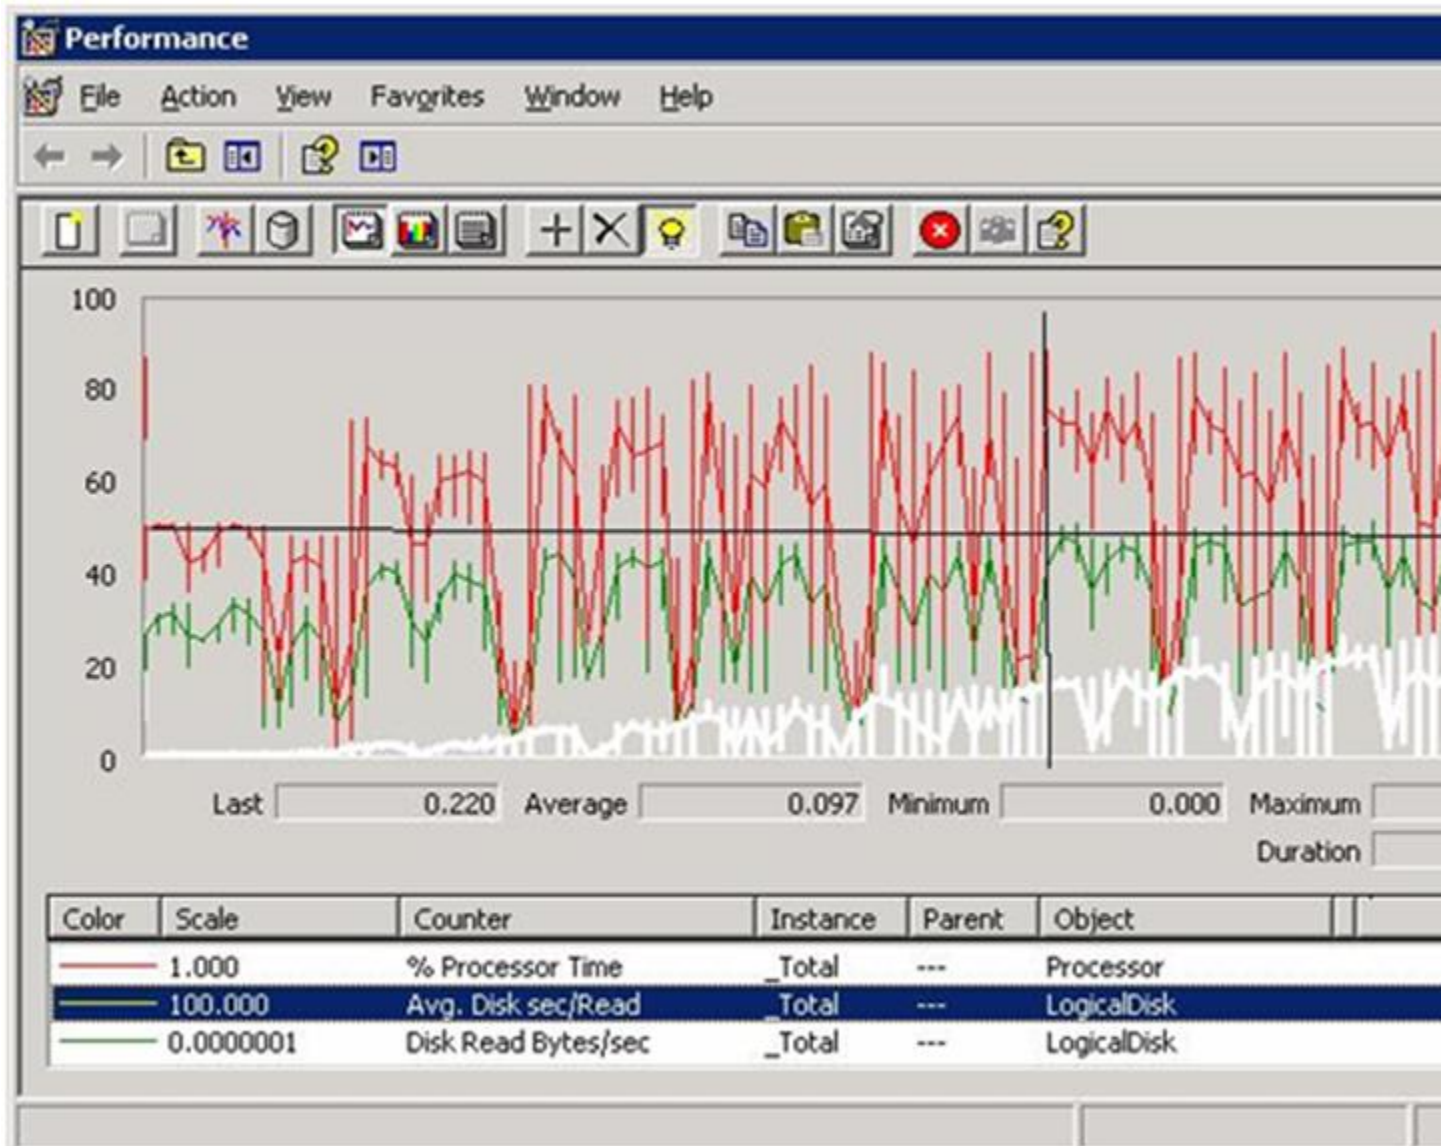 Performance
File Action View Favorites Window Help
100
80
60
40
20
0
Last 0.220 Average 0.097 Minimum 0.000 Maximum
Duration
Color Scale Counter Instance Parent Object
1.000 % Processor Time _Total --- Processor
100.000 Avg. Disk sec/Read _Total --- LogicalDisk
0.0000001 Disk Read Bytes/sec _Total --- LogicalDisk